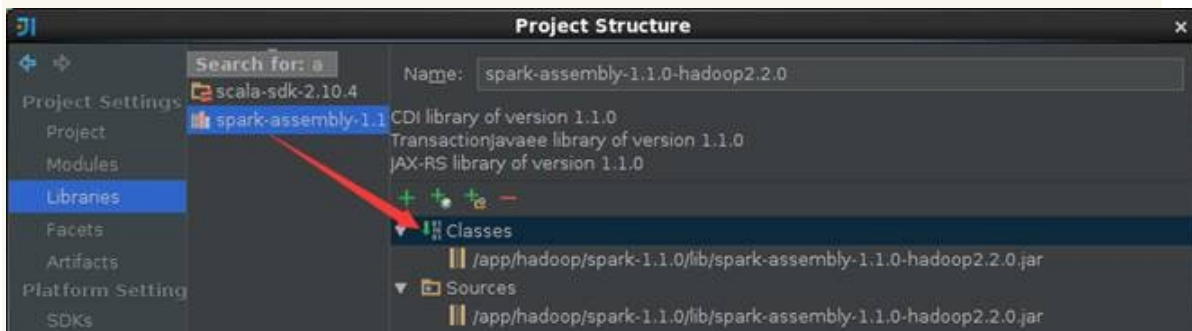 Project Structure
Search for: a
Name: spark-assembly-1.1.0-hadoop2.2.0
Project Settings
scala-sdk-2.10.4
spark-assembly-1.1
CDI library of version 1.1.0
Project
TransactionJavaee library of version 1.1.0
Modules
JAX-RS library of version 1.1.0
Libraries
Facets
Classes
Artifacts
/app/hadoop/spark-1.1.0/lib/spark-assembly-1.1.0-hadoop2.2.0.jar
Platform Setting
Sources
SDKs
/app/hadoop/spark-1.1.0/lib/spark-assembly-1.1.0-hadoop2.2.0.jar